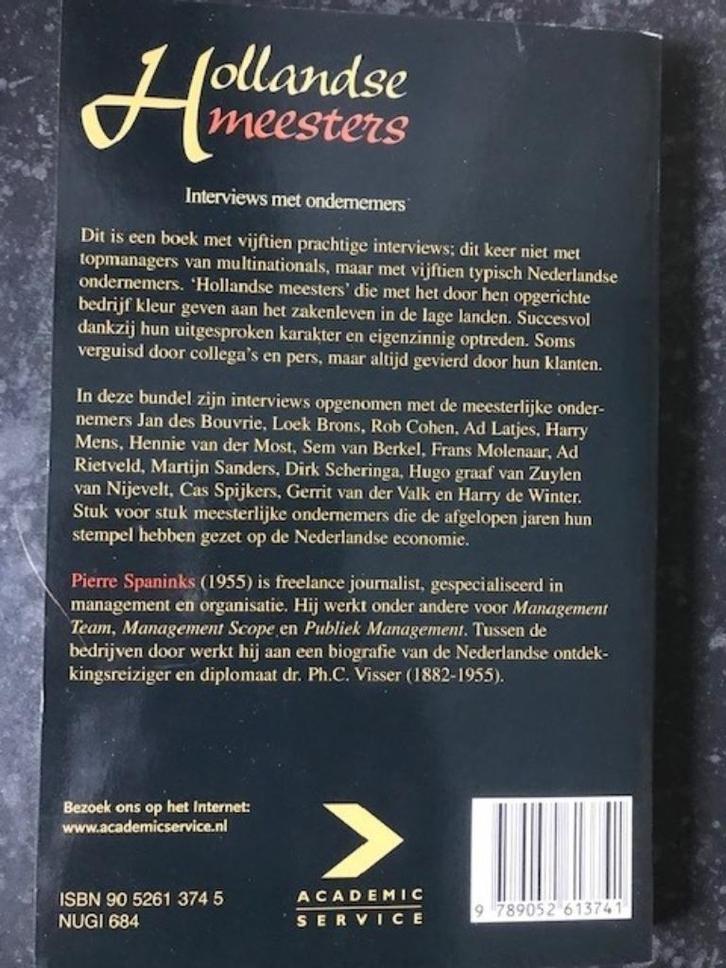 Hollandse
meesters
Interviews met ondernemers
Dit is een boek met vijftien prachtige interviews; dit keer niet met
topmanagers van multinationals, maar met vijftien typisch Nederlandse
ondernemers. ‘Hollandse meesters’ die met het door hen opgerichte
bedrijf kleur geven aan het zakenleven in de lage landen. Succesvol
dankzij hun uitgesproken karakter en eigenzinnig optreden. Soms
verguisd door collega's en pers, maar altijd gevierd door hun klanten.
In deze bundel zijn interviews opgenomen met de meesterlijke onder-
nemers Jan des Bouvrie, Loek Brons, Rob Cohen, Ad Latjes, Harry
Mens, Hennie van der Most, Sem van Berkel, Frans Molenaar, Ad
Rietveld, Martijn Sanders, Dirk Scheringa, Hugo graaf van Zuylen
van Nijevelt, Cas Spijkers, Gerrit van der Valk en Harry de Winter.
Stuk voor stuk meesterlijke ondernemers die de afgelopen jaren hun
stempel hebben gezet op de Nederlandse economie.
Pierre Spaninks (1955) is freelance journalist, gespecialiseerd in
management en organisatie. Hij werkt onder andere voor Management
Team, Management Scope en Publiek Management. Tussen de
bedrijven door werkt hij aan een biografie van de Nederlandse ontdek-
kingsreiziger en diplomaat dr. Ph.C. Visser (1882-1955).
Bezoek ons op het Internet:
www.academicservice.nl
ISBN 90 5261 374 5
NUGI 684
ACADEMIC
SERVICE
9 789052 613741